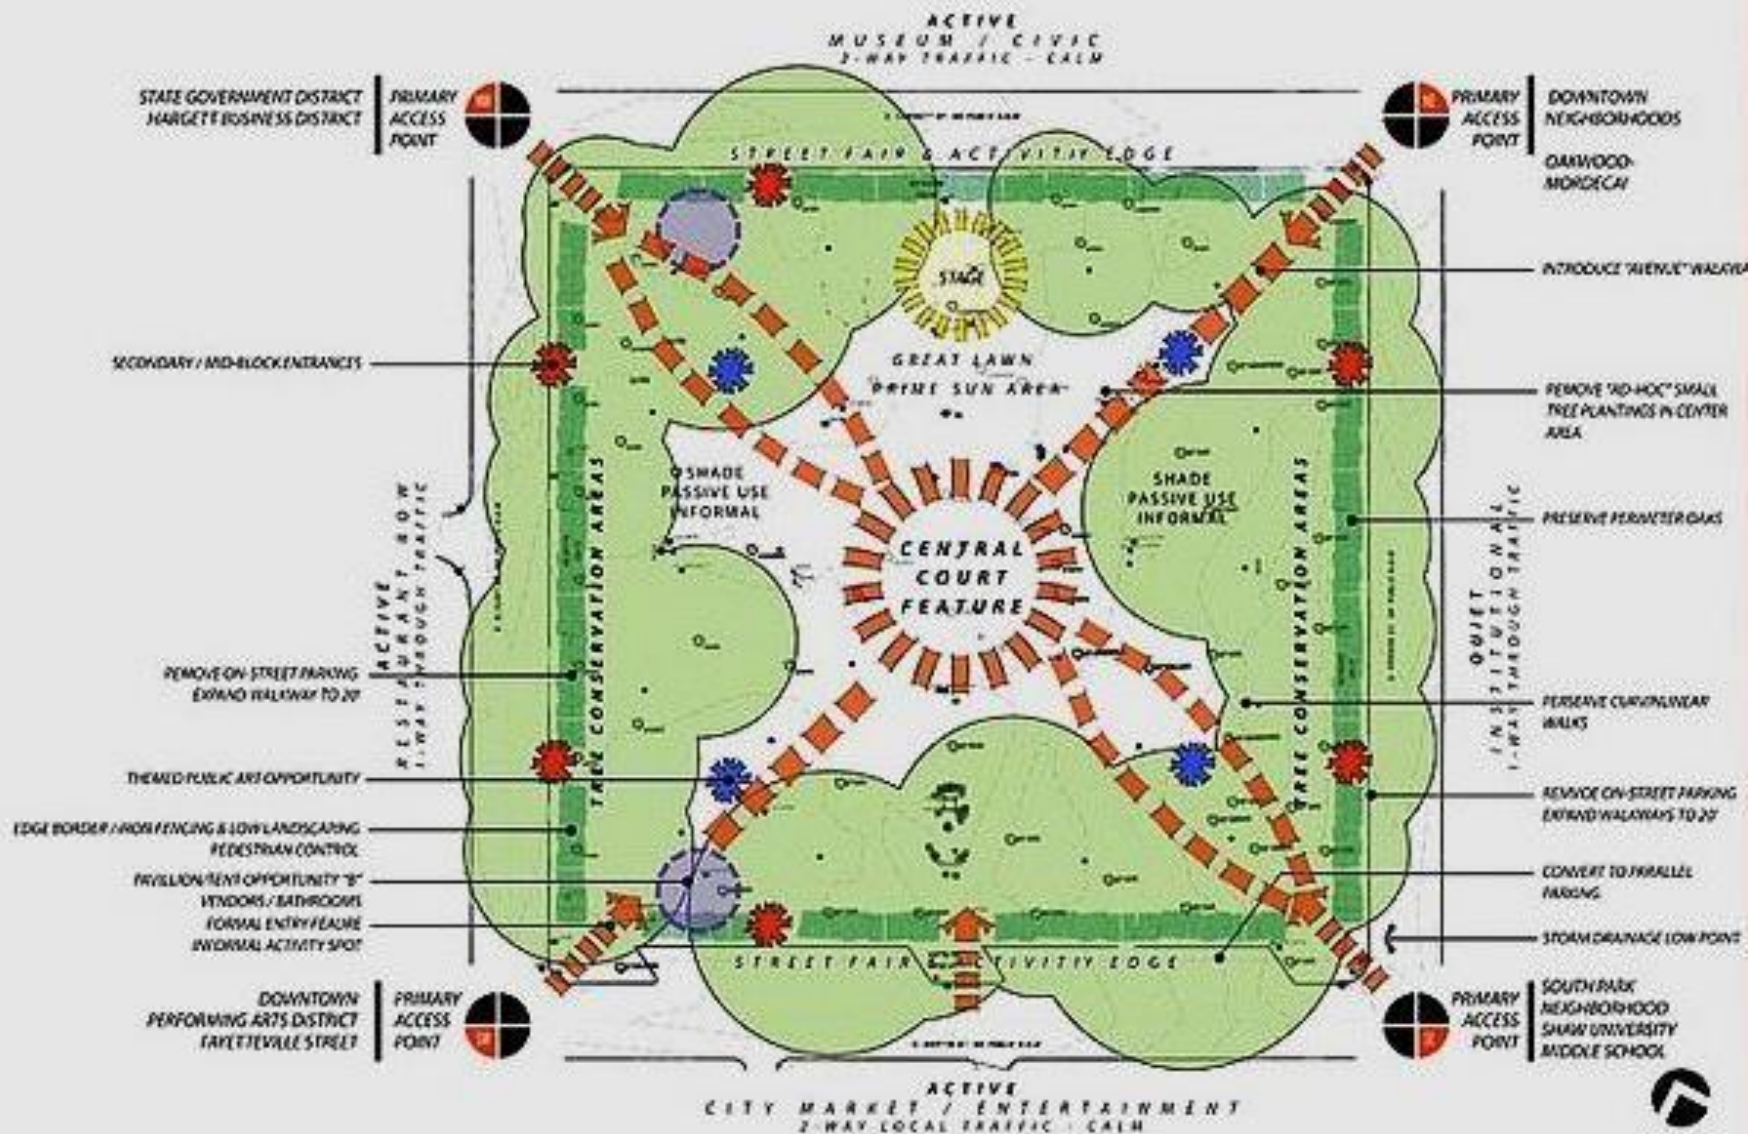 ACTIVE
MUSEUM / CIVIC
2-WAY TRAFFIC - CALM
STATE GOVERNMENT DISTRICT
HARGETT BUSINESS DISTRICT
PRIMARY
ACCESS
POINT
PRIMARY
ACCESS
POINT
DOWNTOWN
NEIGHBORHOODS
OAKWOOD-
MORDECAI
STREET FAIR & ACTIVITIY EDGE
STAGE
GREAT LAWN
PRIME SUN AREA
INTRODUCE "AVENUE"
SECONDARY / MID-BLOCK ENTRANCES
REMOVE "AD-HOC" SMALL
TREE PLANTINGS IN CENTER
AREA
SHADE
PASSIVE USE
INFORMAL
SHADE
PASSIVE USE
INFORMAL
TREE CONSERVATION AREAS
TREE CONSERVATION AREAS
PRESERVE PERIMETER OAKS
CENTRAL
COURT
FEATURE
ACTIVE
RESTAURANT ROW
1-WAY THROUGH TRAFFIC
QUIET
INSTITUTIONAL
1-WAY THROUGH TRAFFIC
REMOVE ON-STREET PARKING
EXPAND WALKWAY TO 20'
PERSERVE CURVILINEAR
WALKS
THEMED PUBLIC ART OPPORTUNITY
REMVOE ON-STREET PARKING
EXPAND WALKWAYS TO 20'
EDGE BORDER / IRON FENCING & LOW LANDSCAPING
PEDESTRIAN CONTROL
PAVILLION/TENT OPPORTUNITY "B"
VENDORS / BATHROOMS
CONVERT TO PARALLEL
PARKING
FORMAL ENTRY FEAURE
INFORMAL ACTIVITY SPOT
STORM DRAINAGE LOW POINT
STREET FAIR ACTIVITIY EDGE
DOWNTOWN
PERFORMING ARTS DISTRICT
FAYETTEVILLE STREET
PRIMARY
ACCESS
POINT
PRIMARY
ACCESS
POINT
SOUTH PARK
NEIGHBORHOOD
SHAW UNIVERSITY
MIDDLE SCHOOL
ACTIVE
CITY MARKET / ENTERTAINMENT
2-WAY LOCAL TRAFFIC - CALM